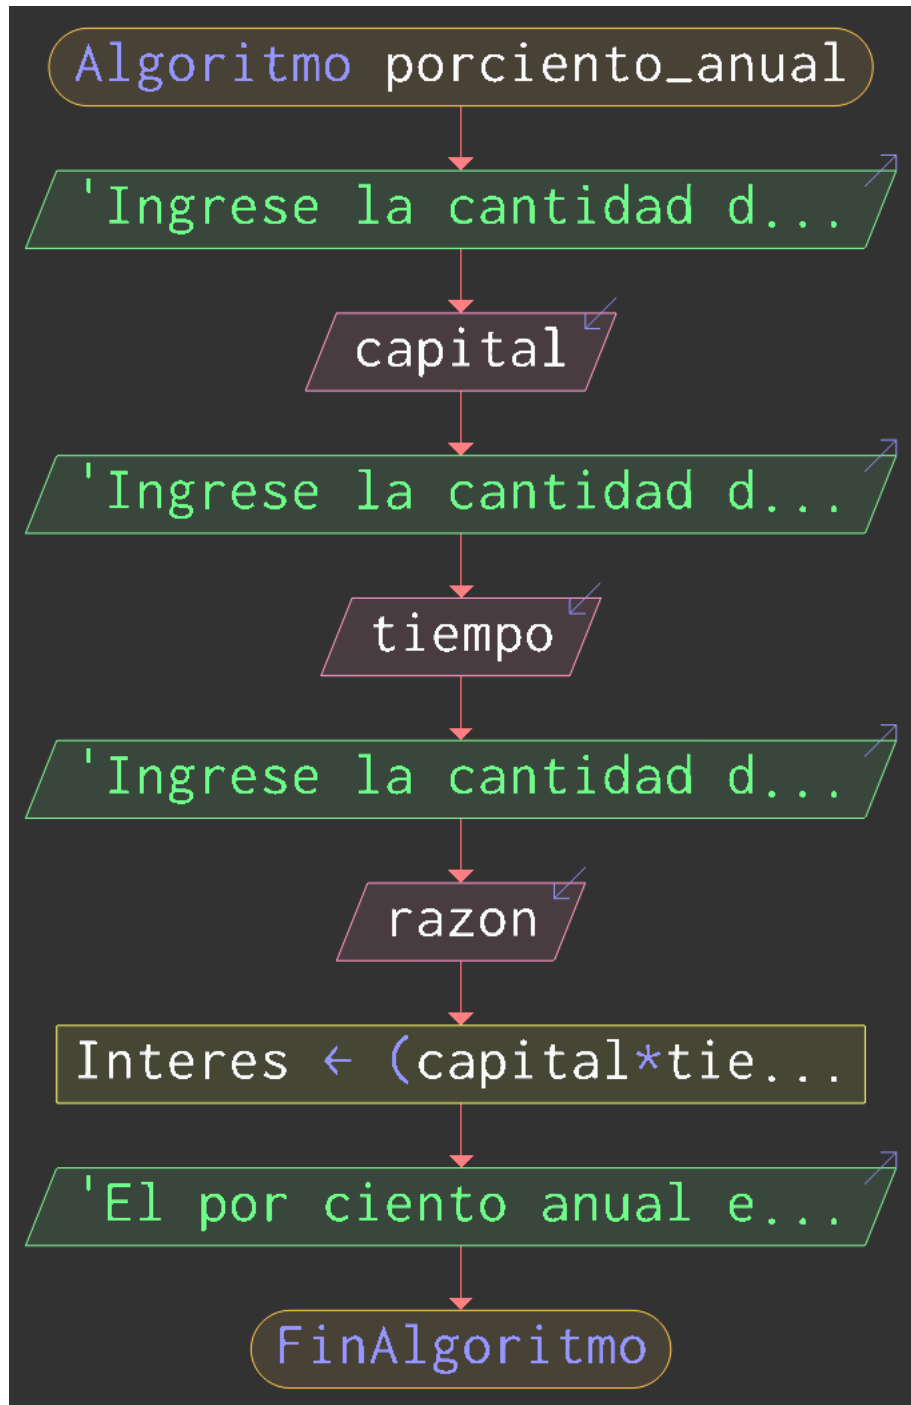 Algoritmo porciento_anual
'Ingrese la cantidad d...
capital
'Ingrese la cantidad d...
tiempo
'Ingrese la cantidad d...
razon
Interes ← (capital*tie...
'El por ciento anual e...
FinAlgoritmo